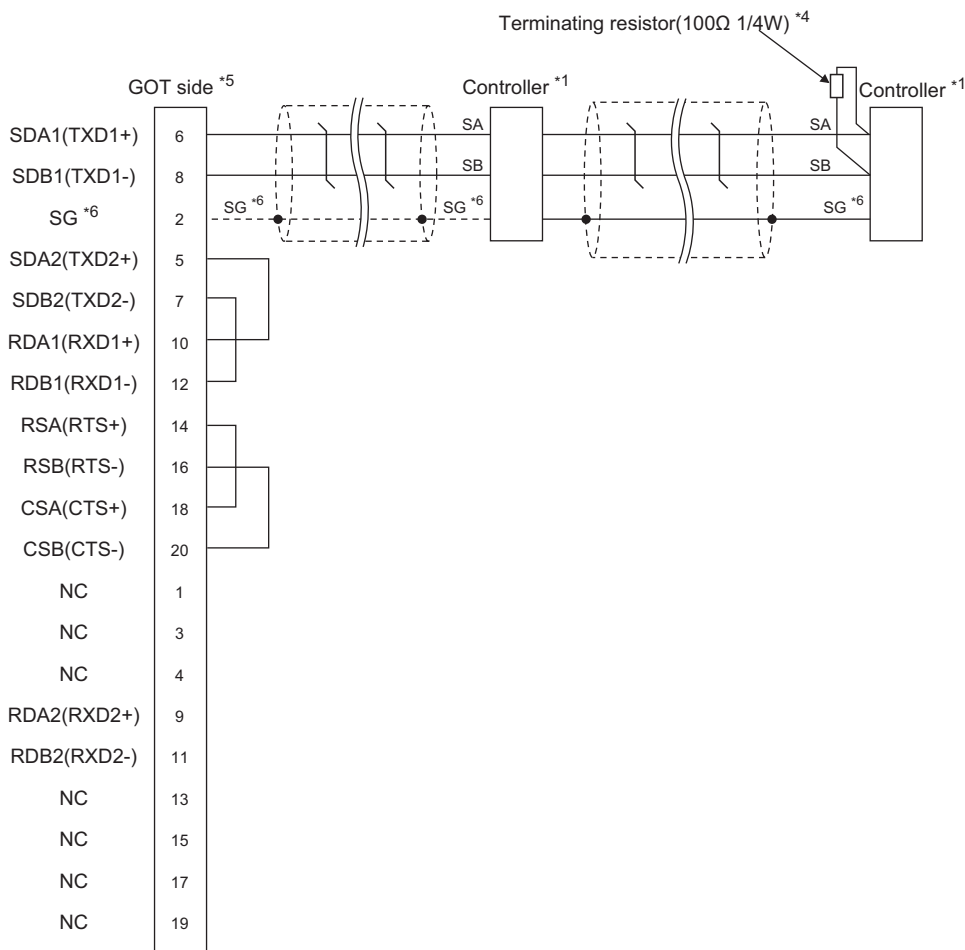 Terminating resistor(100Ω 1/4W) *4
GOT side *5
Controller *1
Controller *1
SDA1(TXD1+) 6 SA SA
SDB1(TXD1-) 8 SB SB
SG *6 2 SG *6 SG *6 SG *6
SDA2(TXD2+) 5
SDB2(TXD2-) 7
RDA1(RXD1+) 10
RDB1(RXD1-) 12
RSA(RTS+) 14
RSB(RTS-) 16
CSA(CTS+) 18
CSB(CTS-) 20
NC 1
NC 3
NC 4
RDA2(RXD2+) 9
RDB2(RXD2-) 11
NC 13
NC 15
NC 17
NC 19